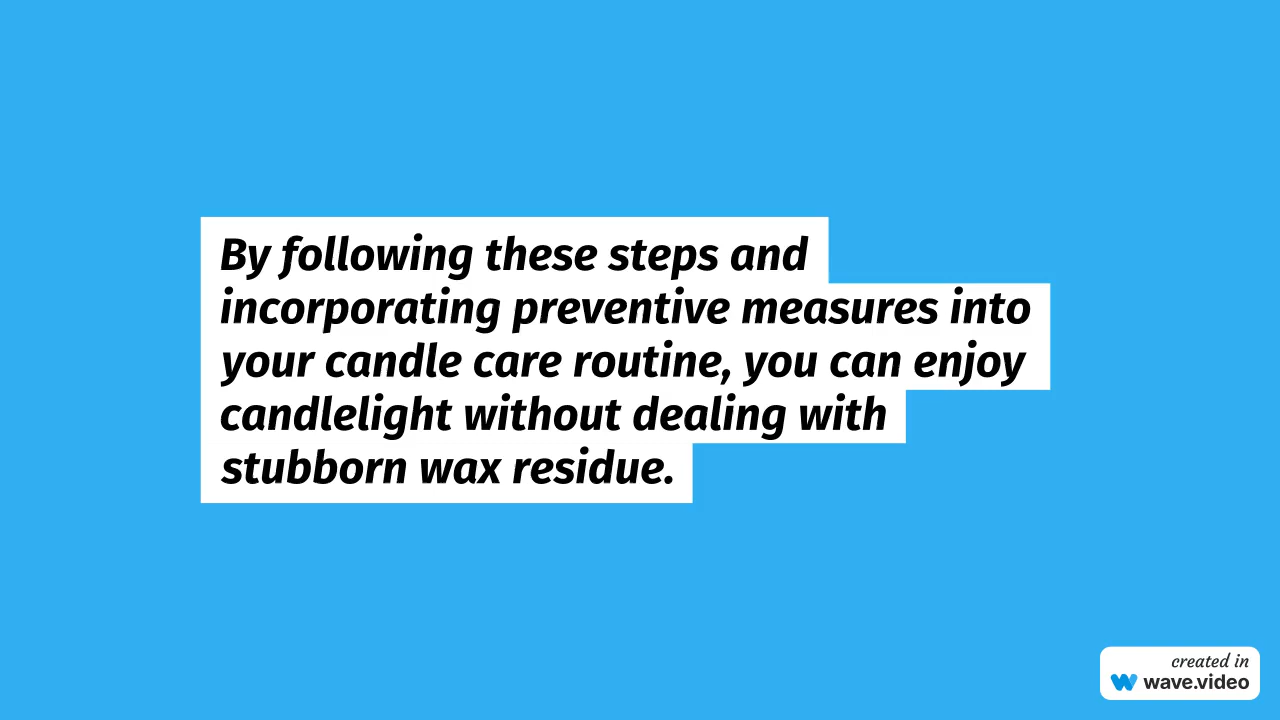 By following these steps and
incorporating preventive measures into
your candle care routine, you can enjoy
candlelight without dealing with
stubborn wax residue.
created in
wave.video